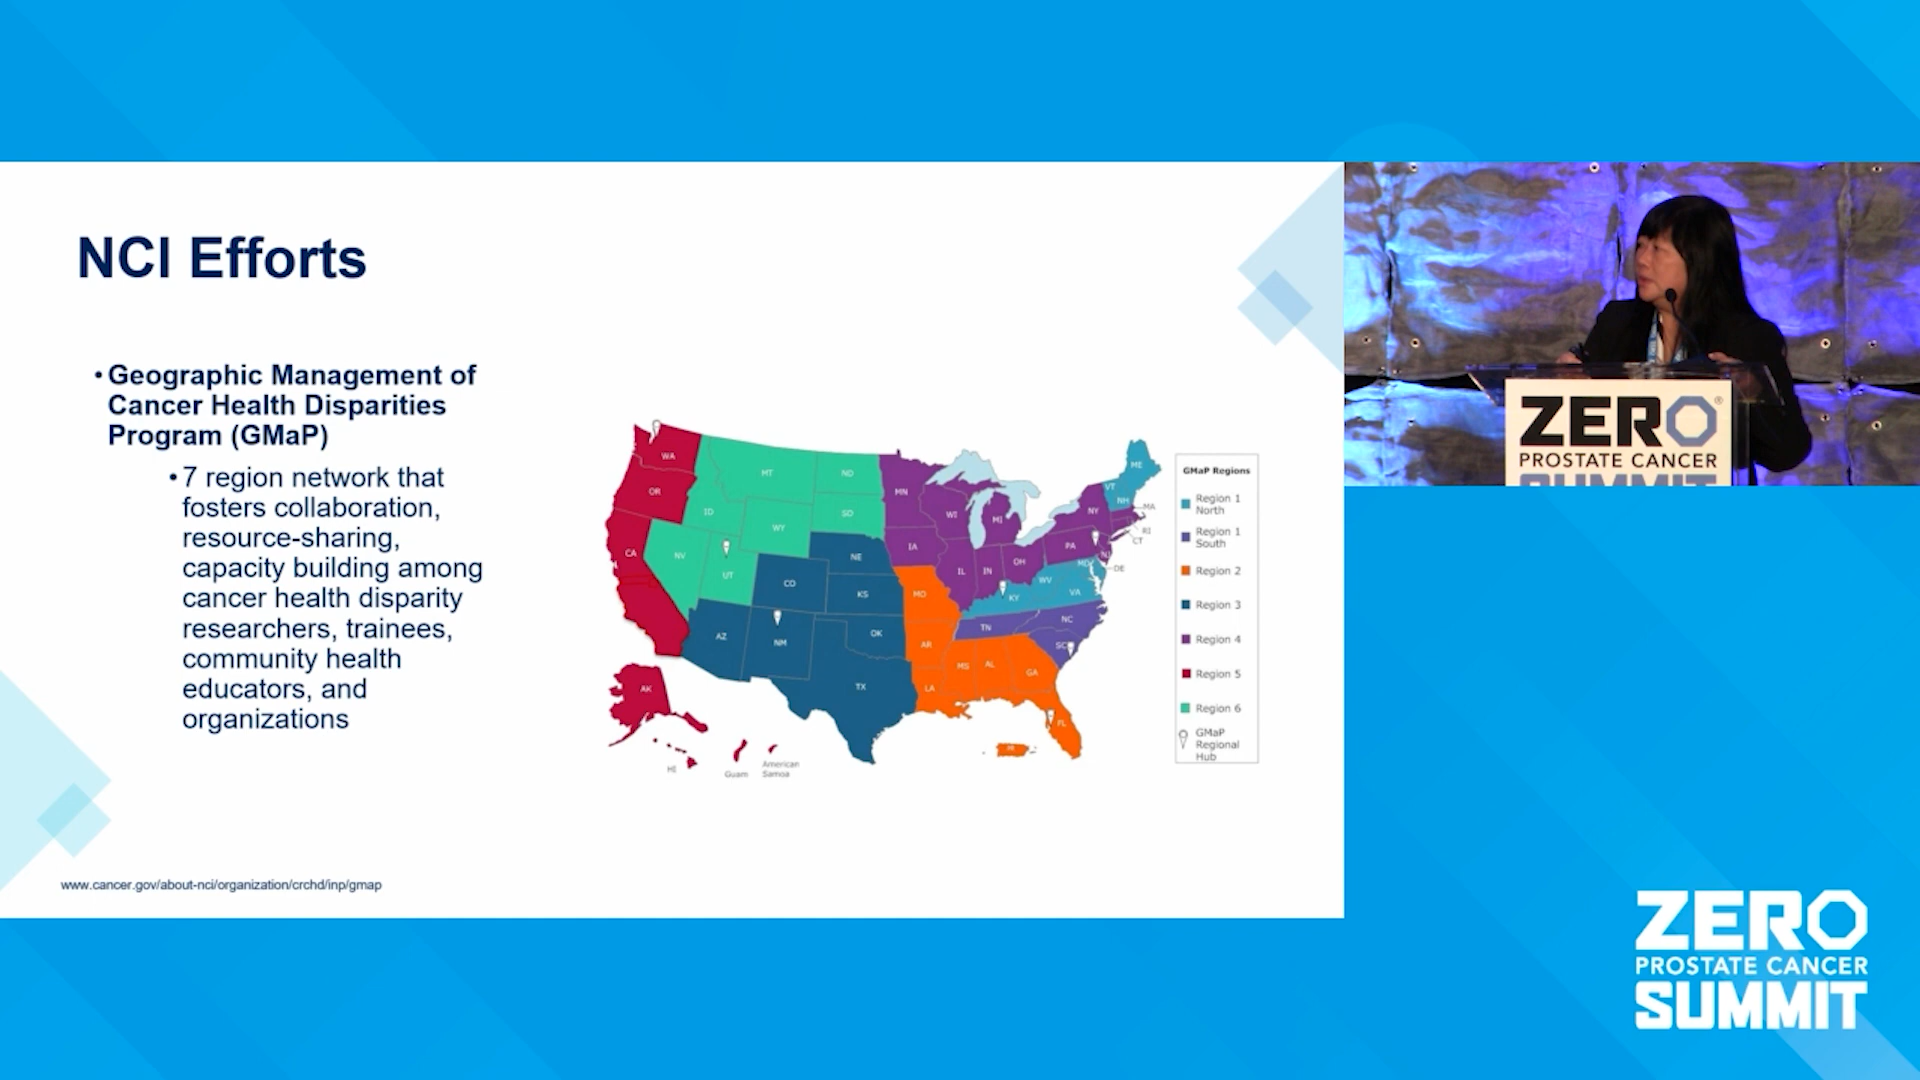 NCI Efforts
• Geographic Management of
Cancer Health Disparities
Program (GMaP)
• 7 region network that
fosters collaboration,
resource-sharing,
capacity building among
cancer health disparity
researchers, trainees,
community health
educators, and
organizations
WA
OR
CA
NV
ID
MT
WY
UT
ND
SD
NE
CO
KS
AZ
NM
OK
TX
MN
IA
WI
MI
IL
IN
OH
PA
NY
NJ
MO
AR
LA
MS
AL
GA
FL
TN
NC
SC
KY
WV
VA
MD
DE
ME
VT
NH
MA
RI
CT
AK
HI
Guam
American
Samoa
PR
GMaP Regions
Region 1
North
Region 1
South
Region 2
Region 3
Region 4
Region 5
Region 6
GMaP
Regional
Hub
www.cancer.gov/about-nci/organization/crchd/inp/gmap
ZERO®
PROSTATE CANCER
SUMMIT
ZERO
PROSTATE CANCER
SUMMIT